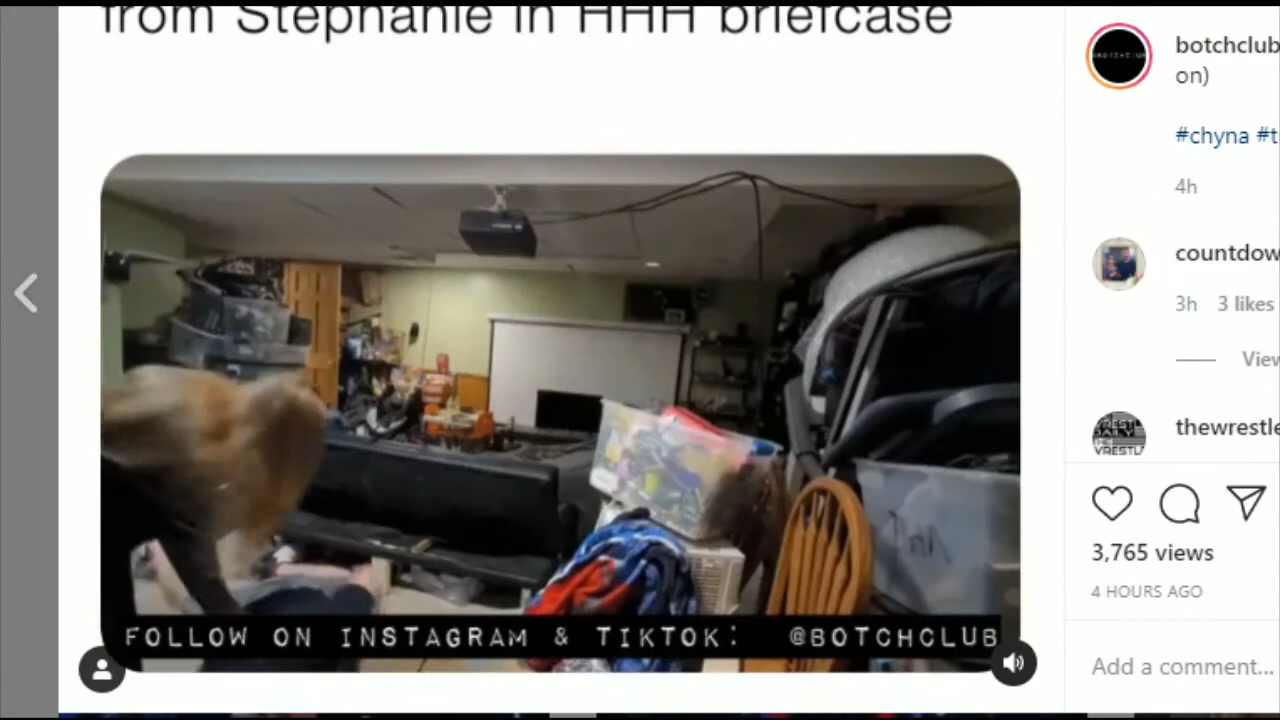 from Stephanie in HHH briefcase
FOLLOW ON INSTAGRAM & TIKTOK: @BOTCHCLUB
botchclub
on)
#chyna #t
4h
countdow
3h 3 likes
View
thewrestle
3,765 views
4 HOURS AGO
Add a comment...